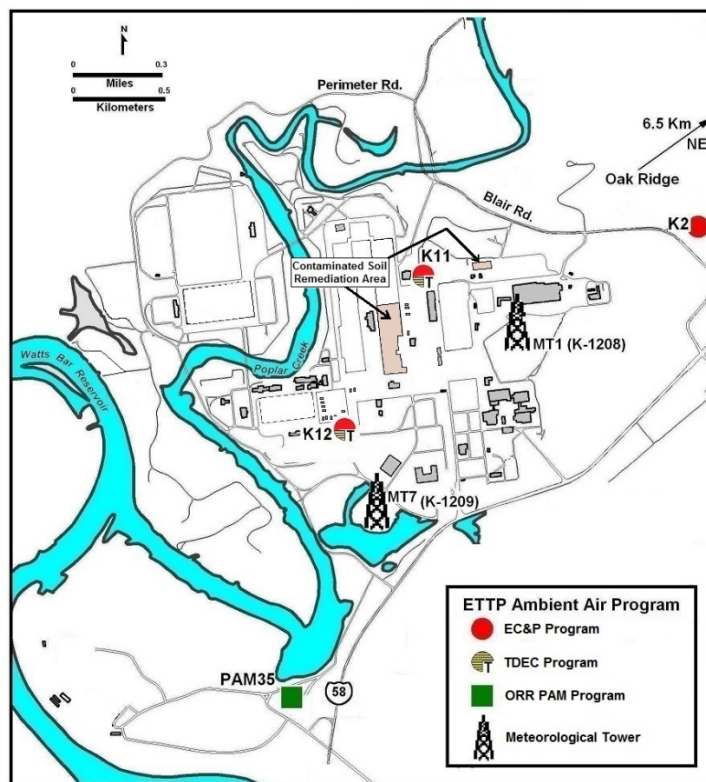 N
0 0.3
Miles
0 0.5
Kilometers
Perimeter Rd.
6.5 Km
NE
Oak Ridge
Blair Rd.
K2
K11
Contaminated Soil
Remediation Area
T
MT1 (K-1208)
Watts Bar
Reservoir
Poplar Creek
K12
T
MT7
(K-1209)
PAM35
58
ETTP Ambient Air Program
EC&P Program
T
TDEC Program
ORR PAM Program
Meteorological Tower